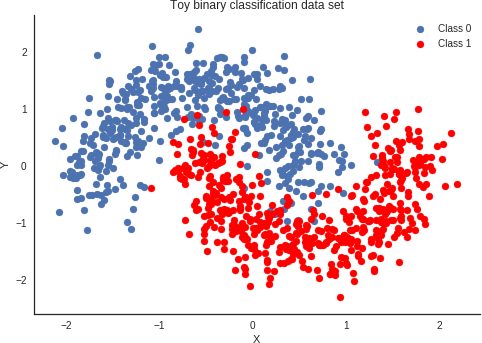 Toy binary classification data set
Class 0
Class 1
2
1
0
−1
−2
Y
−2
−1
0
1
2
X